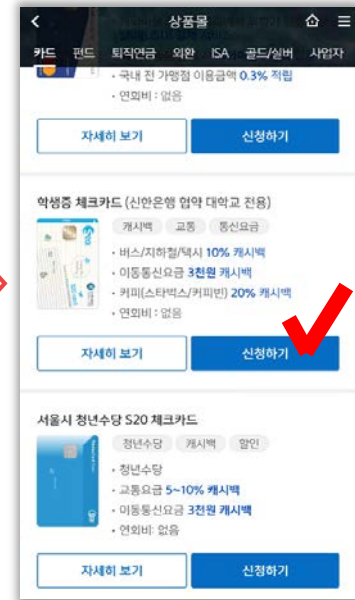 상품몰
카드 펀드 퇴직연금 외환 ISA 골드/실버 사업자
• 국내 전 가맹점 이용금액 0.3% 적립
• 연회비 : 없음
자세히 보기 신청하기
학생증 체크카드 (신한은행 협약 대학교 전용)
캐시백 교통 통신요금
• 버스/지하철/택시 10% 캐시백
• 이동통신요금 3천원 캐시백
• 커피(스타벅스/커피빈) 20% 캐시백
• 연회비 : 없음
자세히 보기 신청하기
서울시 청년수당 S20 체크카드
청년수당 캐시백 할인
• 청년수당
• 교통요금 5~10% 캐시백
• 이동통신요금 3천원 캐시백
• 연회비: 없음
자세히 보기 신청하기